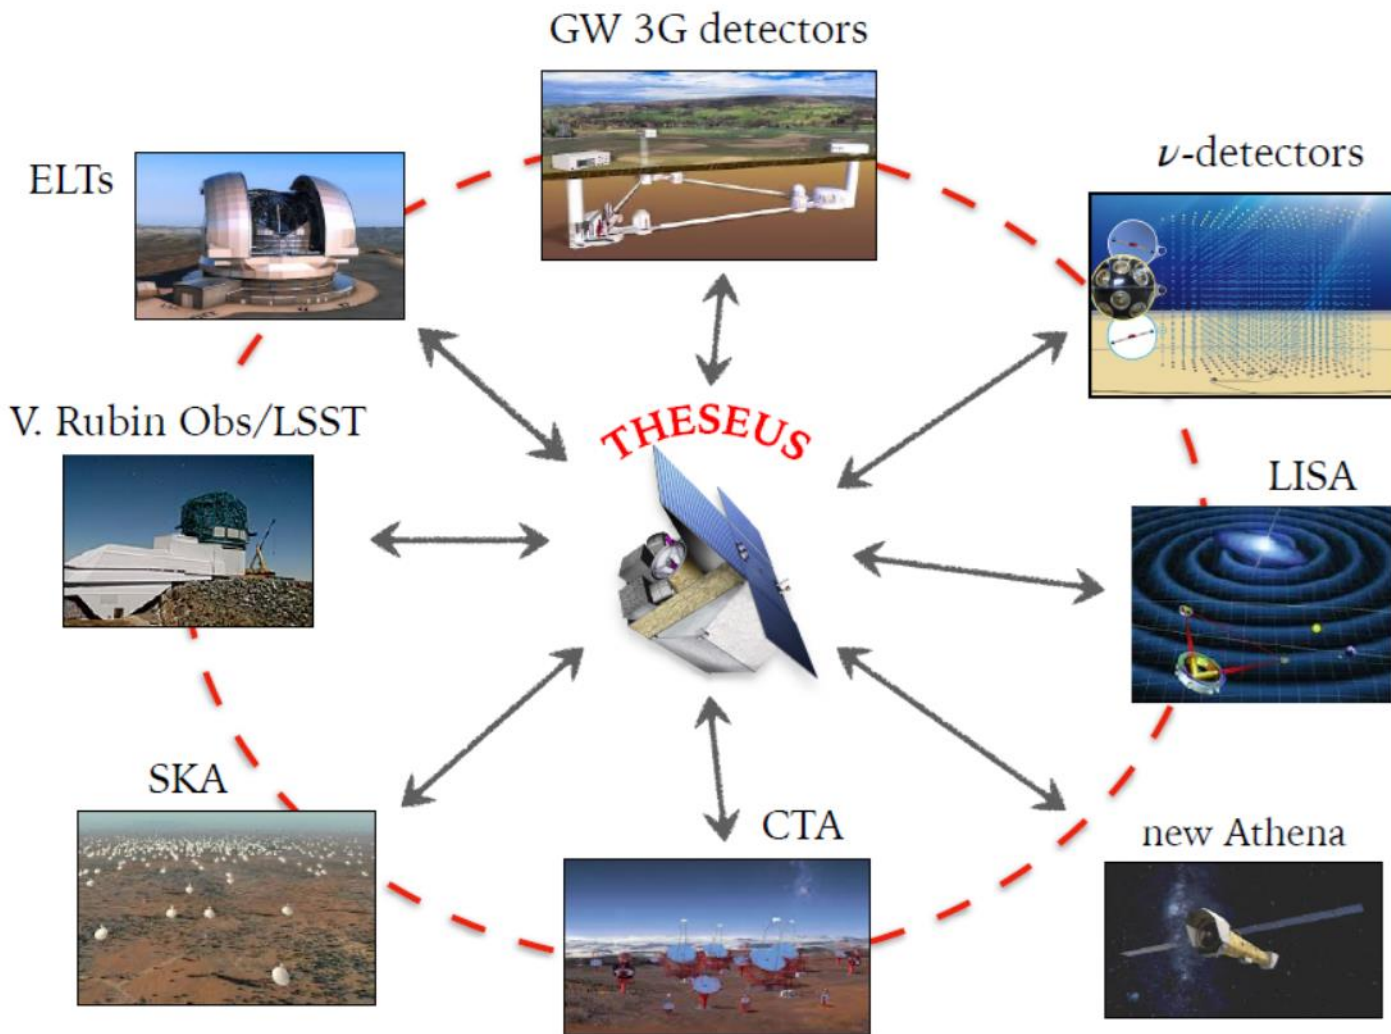 GW 3G detectors
ELTs
ν-detectors
V. Rubin Obs/LSST
THESEUS
LISA
SKA
CTA
new Athena